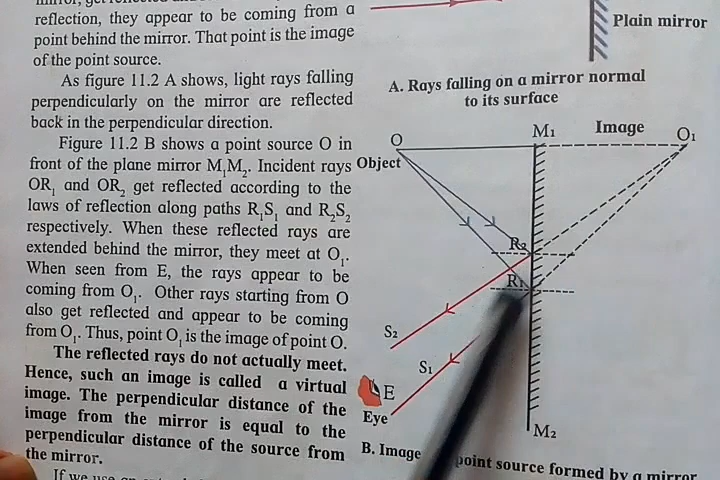 reflection, they appear to be coming from a
point behind the mirror. That point is the image
of the point source.
As figure 11.2 A shows, light rays falling
perpendicularly on the mirror are reflected
back in the perpendicular direction.
Figure 11.2 B shows a point source O in
front of the plane mirror M₁M₂. Incident rays
OR₁ and OR₂ get reflected according to the
laws of reflection along paths R₁S₁ and R₂S₂
respectively. When these reflected rays are
extended behind the mirror, they meet at O₁.
When seen from E, the rays appear to be
coming from O₁. Other rays starting from O
also get reflected and appear to be coming
from O₁. Thus, point O₁ is the image of point O.
The reflected rays do not actually meet.
Hence, such an image is called a virtual
image. The perpendicular distance of the
image from the mirror is equal to the
perpendicular distance of the source from
the mirror.
If we use an
Plain mirror
A. Rays falling on a mirror normal
to its surface
O
M₁
Image
O₁
Object
R₂
R₁
S₂
S₁
E
Eye
M₂
B. Image point source formed by a mirror